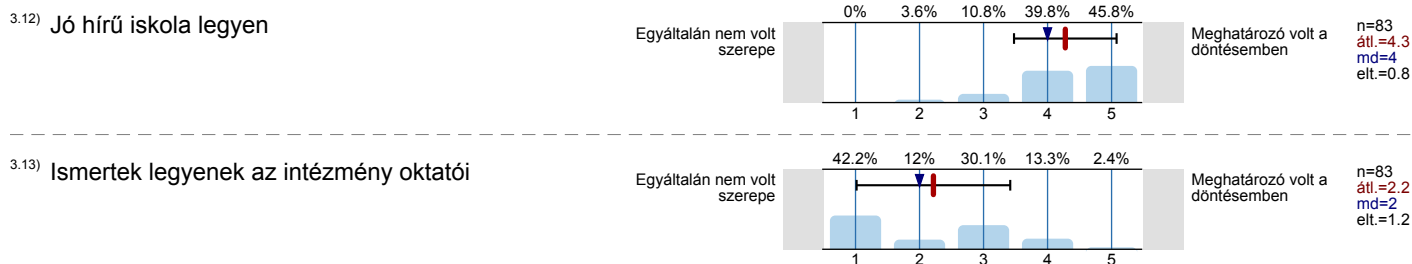 3.12) Jó hírű iskola legyen
Egyáltalán nem volt
szerepe
0% 3.6% 10.8% 39.8% 45.8%
1 2 3 4 5
Meghatározó volt a
döntésemben
n=83
átl.=4.3
md=4
elt.=0.8
3.13) Ismertek legyenek az intézmény oktatói
Egyáltalán nem volt
szerepe
42.2% 12% 30.1% 13.3% 2.4%
1 2 3 4 5
Meghatározó volt a
döntésemben
n=83
átl.=2.2
md=2
elt.=1.2